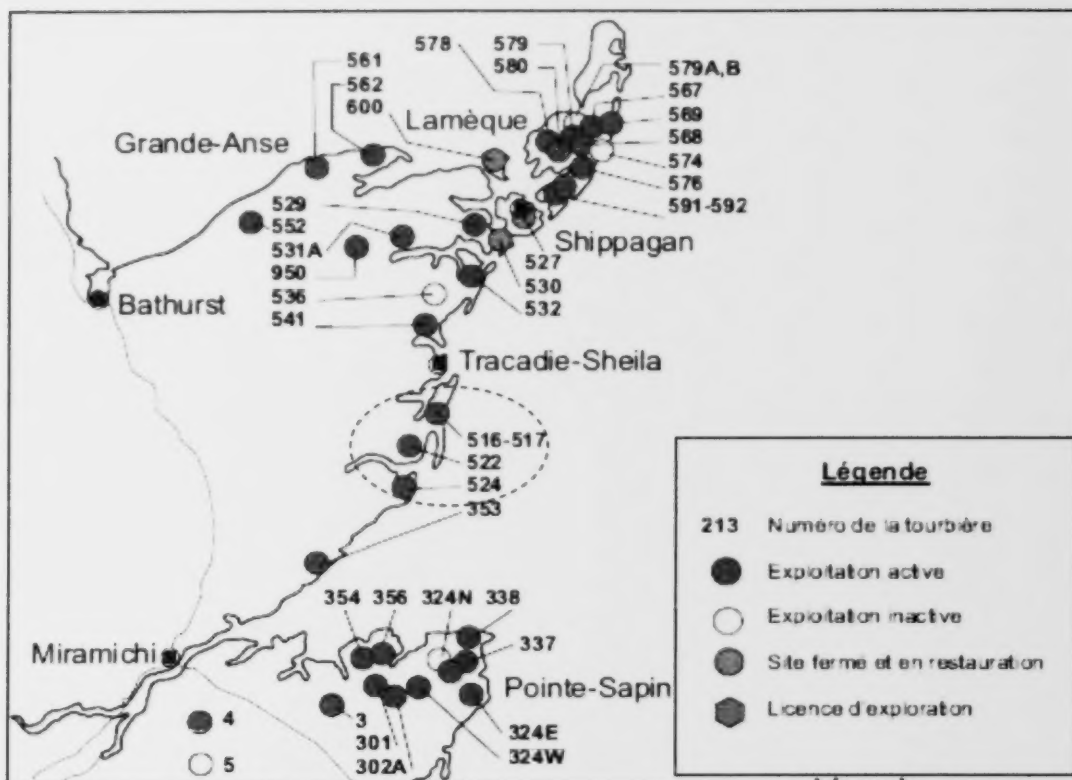 578
579
580
579A,B
567
569
568
574
576
591-592
561
562
600
Lamèque
Grande-Anse
529
552
531A
950
536
541
Shippagan
527
530
532
Bathurst
Tracadie-Sheila
516-517
522
524
353
354
356
324N
338
337
Miramichi
Pointe-Sapin
4
5
3
301
302A
324E
324W
Légende
213 Numéro de la tourbière
Exploitation active
Exploitation inactive
Site fermé et en restauration
Licence d'exploration